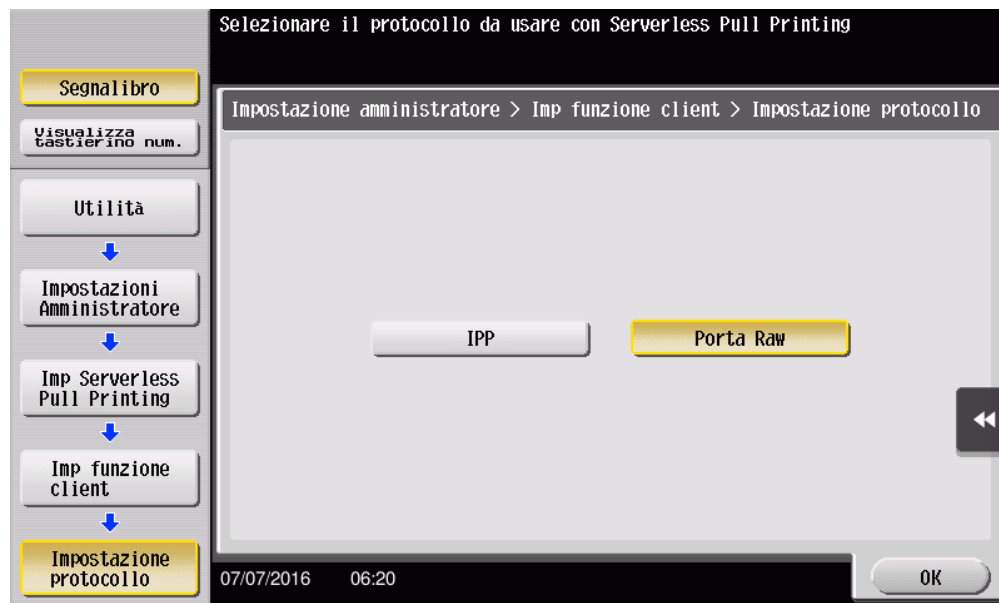 Selezionare il protocollo da usare con Serverless Pull Printing
Segnalibro
Impostazione amministratore > Imp funzione client > Impostazione protocollo
Visualizza
tastierino num.
Utilità
Impostazioni
Amministratore
Imp Serverless
Pull Printing
Imp funzione
client
Impostazione
protocollo
IPP
Porta Raw
07/07/2016 06:20
OK